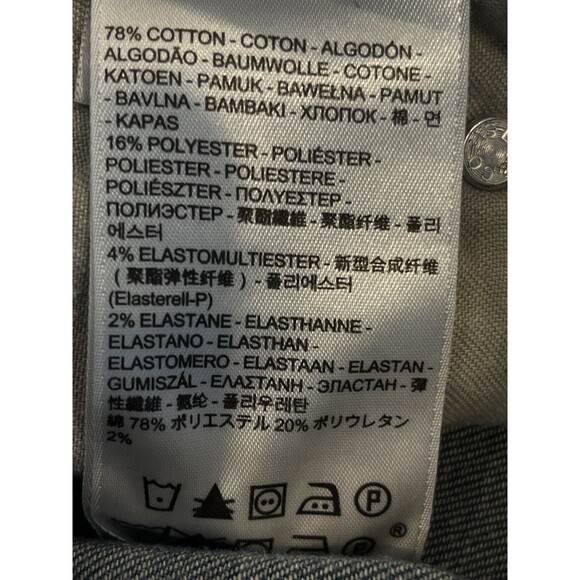 78% COTTON - COTON - ALGODÓN -
ALGODÃO - BAUMWOLLE - COTONE -
KATOEN - PAMUK - BAWEŁNA - PAMUT
- BAVLNA - BAMBAKI - ХЛОПОК - 棉 - 면
- KAPAS
16% POLYESTER - POLIÉSTER -
POLIESTER - POLIESTERE -
POLIÉSZTER - ΠΟΛΥΕΣΤΕΡ -
ПОЛИЭСТЕР - 聚酯纖維 - 聚酯纤维 - 폴리
에스터
4% ELASTOMULTIESTER - 新型合成纤维
(聚酯弹性纤维) - 폴리에스터
(Elasterell-P)
2% ELASTANE - ELASTHANNE -
ELASTANO - ELASTHAN -
ELASTOMERO - ELASTAAN - ELASTAN -
GUMISZÁL - ΕΛΑΣΤΑΝΗ - ЭЛАСТАН - 彈
性纖維 - 氨纶 - 폴리우레탄
綿 78% ポリエステル 20% ポリウレタン
2%
P
®